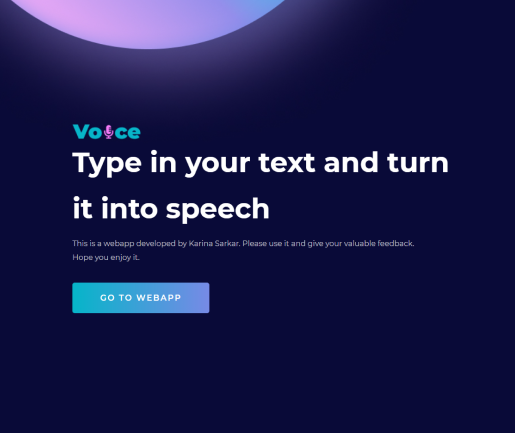 Voice
Type in your text and turn
it into speech
This is a webapp developed by Karina Sarkar. Please use it and give your valuable feedback.
Hope you enjoy it.
GO TO WEBAPP